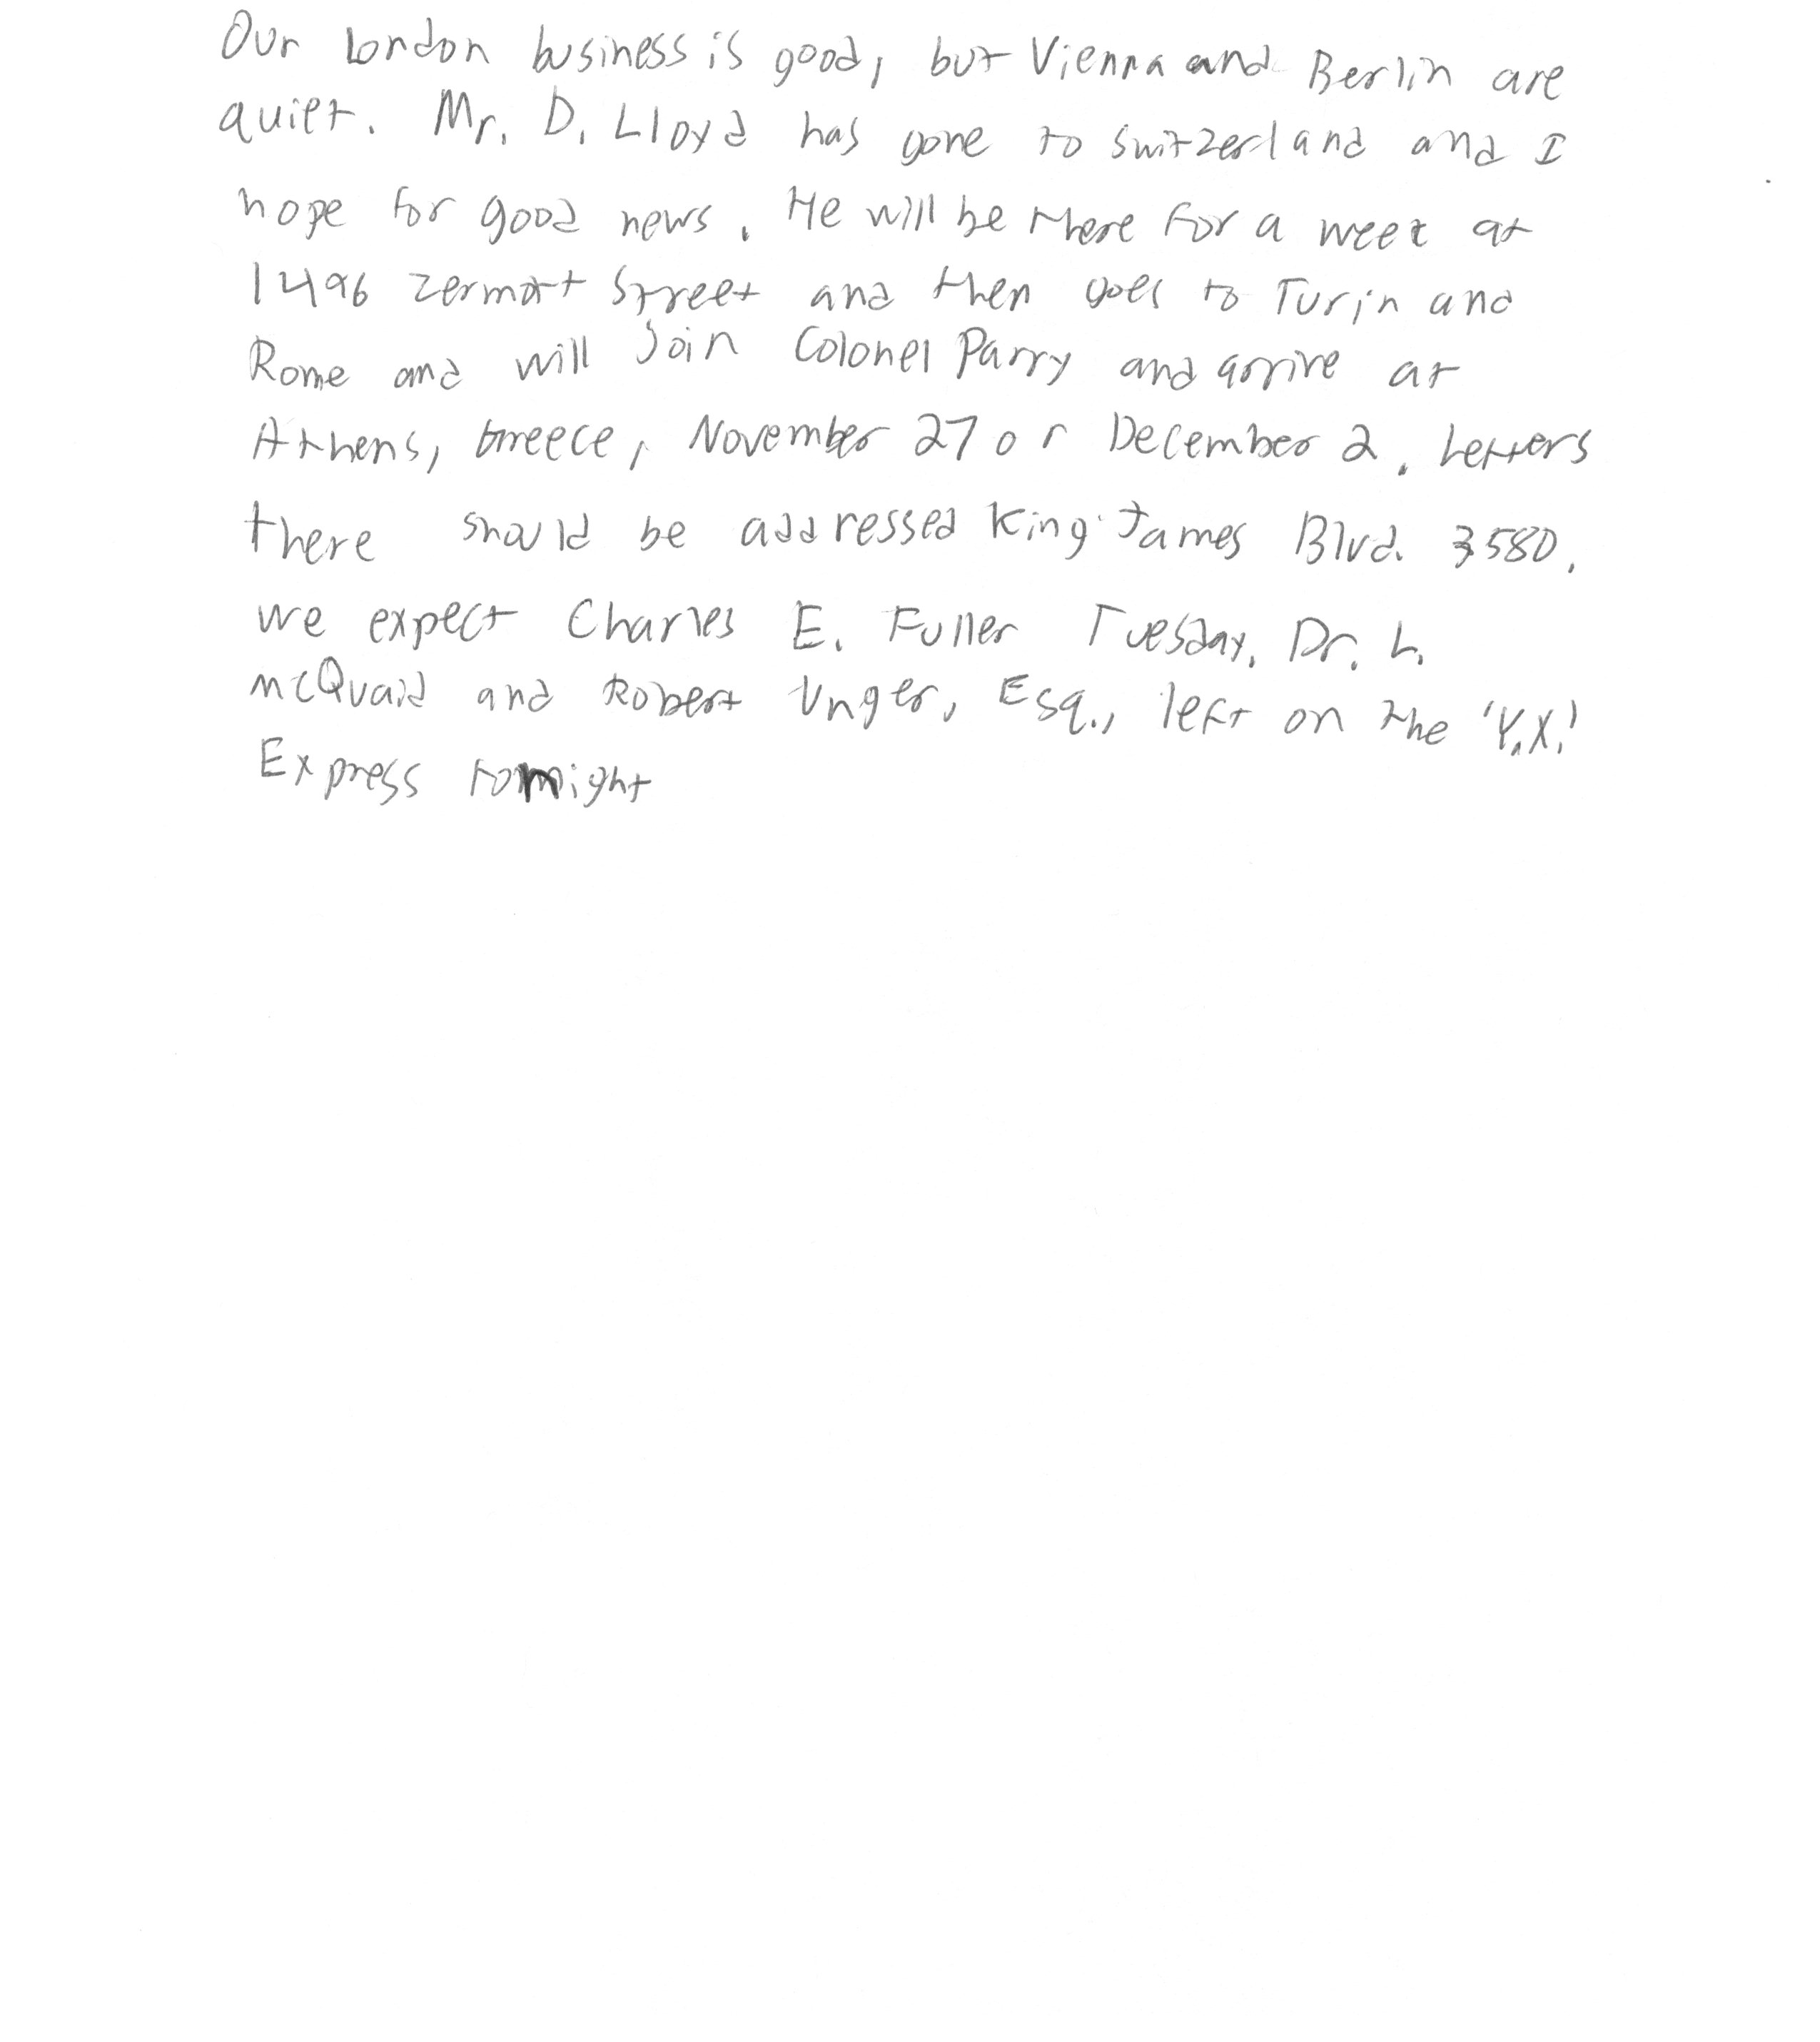 Our London business is good, but Vienna and Berlin are
quiet. Mr. D. Lloyd has gone to Switzerland and I
hope for good news. He will be there for a week at
1496 Zermott Street and then goes to Turin and
Rome and will Join Colonel Parry and arrive at
Athens, Greece, November 27 or December 2. Letters
there should be addressed King James Blvd. 3580.
We expect Charles E. Fuller Tuesday. Dr. L.
McQuaid and Robert Unger, Esq., left on the 'Y.X.'
Express tonight